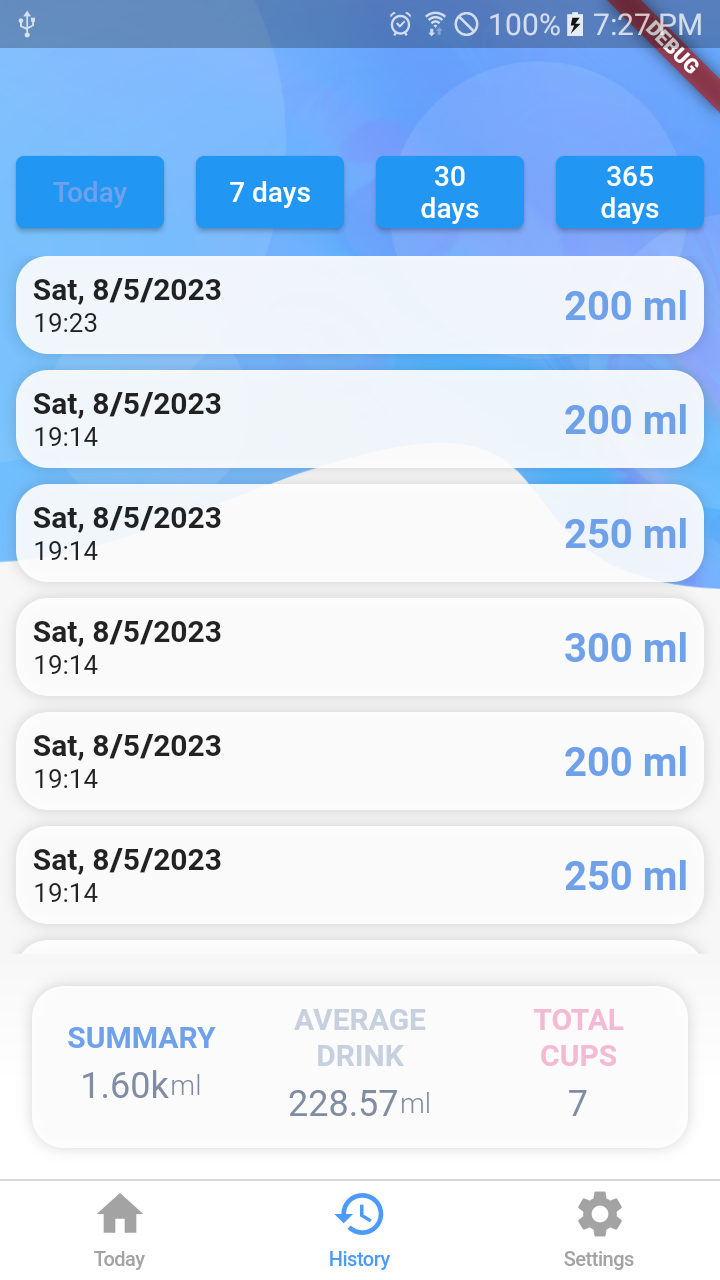 100% 7:27 PM
DEBUG
Today
7 days
30
days
365
days
Sat, 8/5/2023
19:23
200 ml
Sat, 8/5/2023
19:14
200 ml
Sat, 8/5/2023
19:14
250 ml
Sat, 8/5/2023
19:14
300 ml
Sat, 8/5/2023
19:14
200 ml
Sat, 8/5/2023
19:14
250 ml
SUMMARY
1.60kml
AVERAGE
DRINK
228.57ml
TOTAL
CUPS
7
Today
History
Settings